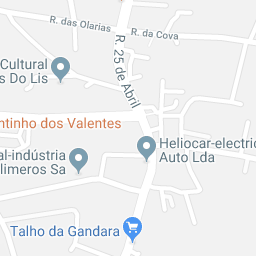 R. das Olarias
R. da Cova
Cultural
s Do Lis
R. 25 de Abril
ntinho dos Valentes
Heliocar-electric
Auto Lda
al-indústria
limeros Sa
Talho da Gandara